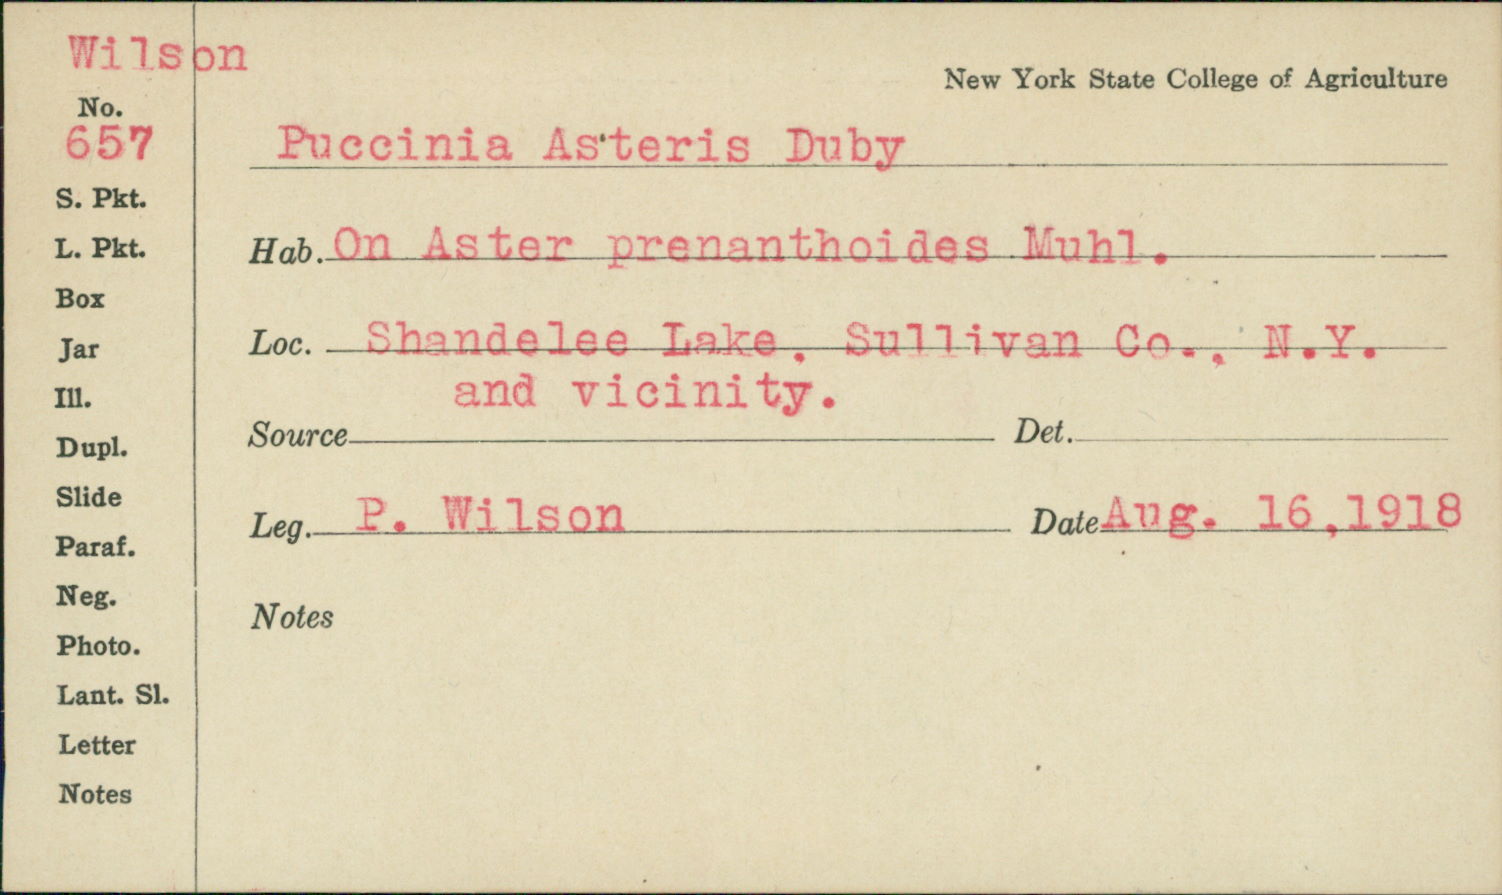 Wilson
New York State College of Agriculture
No.
657
Puccinia Asteris Duby
S. Pkt.
L. Pkt.
Hab. On Aster prenanthoides Muhl.
Box
Jar
Loc. Shandelee Lake, Sullivan Co., N.Y.
and vicinity.
Ill.
Dupl.
Source Det.
Slide
Leg. P. Wilson Date Aug. 16,1918
Paraf.
Neg.
Notes
Photo.
Lant. Sl.
Letter
Notes